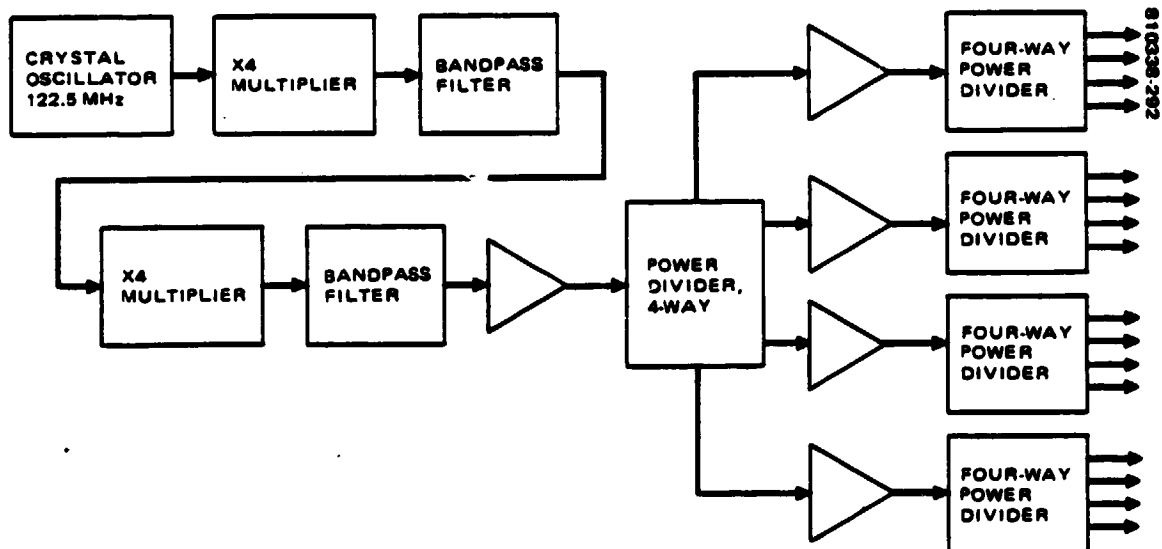 CRYSTAL
OSCILLATOR
122.5 MHz
X4
MULTIPLIER
BANDPASS
FILTER
X4
MULTIPLIER
BANDPASS
FILTER
POWER
DIVIDER,
4-WAY
FOUR-WAY
POWER
DIVIDER
FOUR-WAY
POWER
DIVIDER
FOUR-WAY
POWER
DIVIDER
FOUR-WAY
POWER
DIVIDER
810338-292